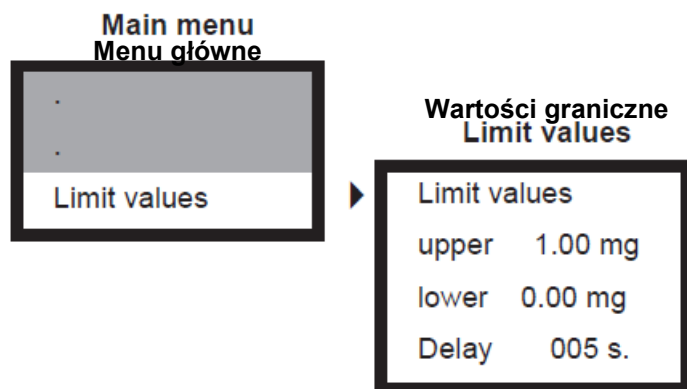 Main menu
Menu główne
.
.
Limit values
Wartości graniczne
Limit values
Limit values
upper 1.00 mg
lower 0.00 mg
Delay 005 s.